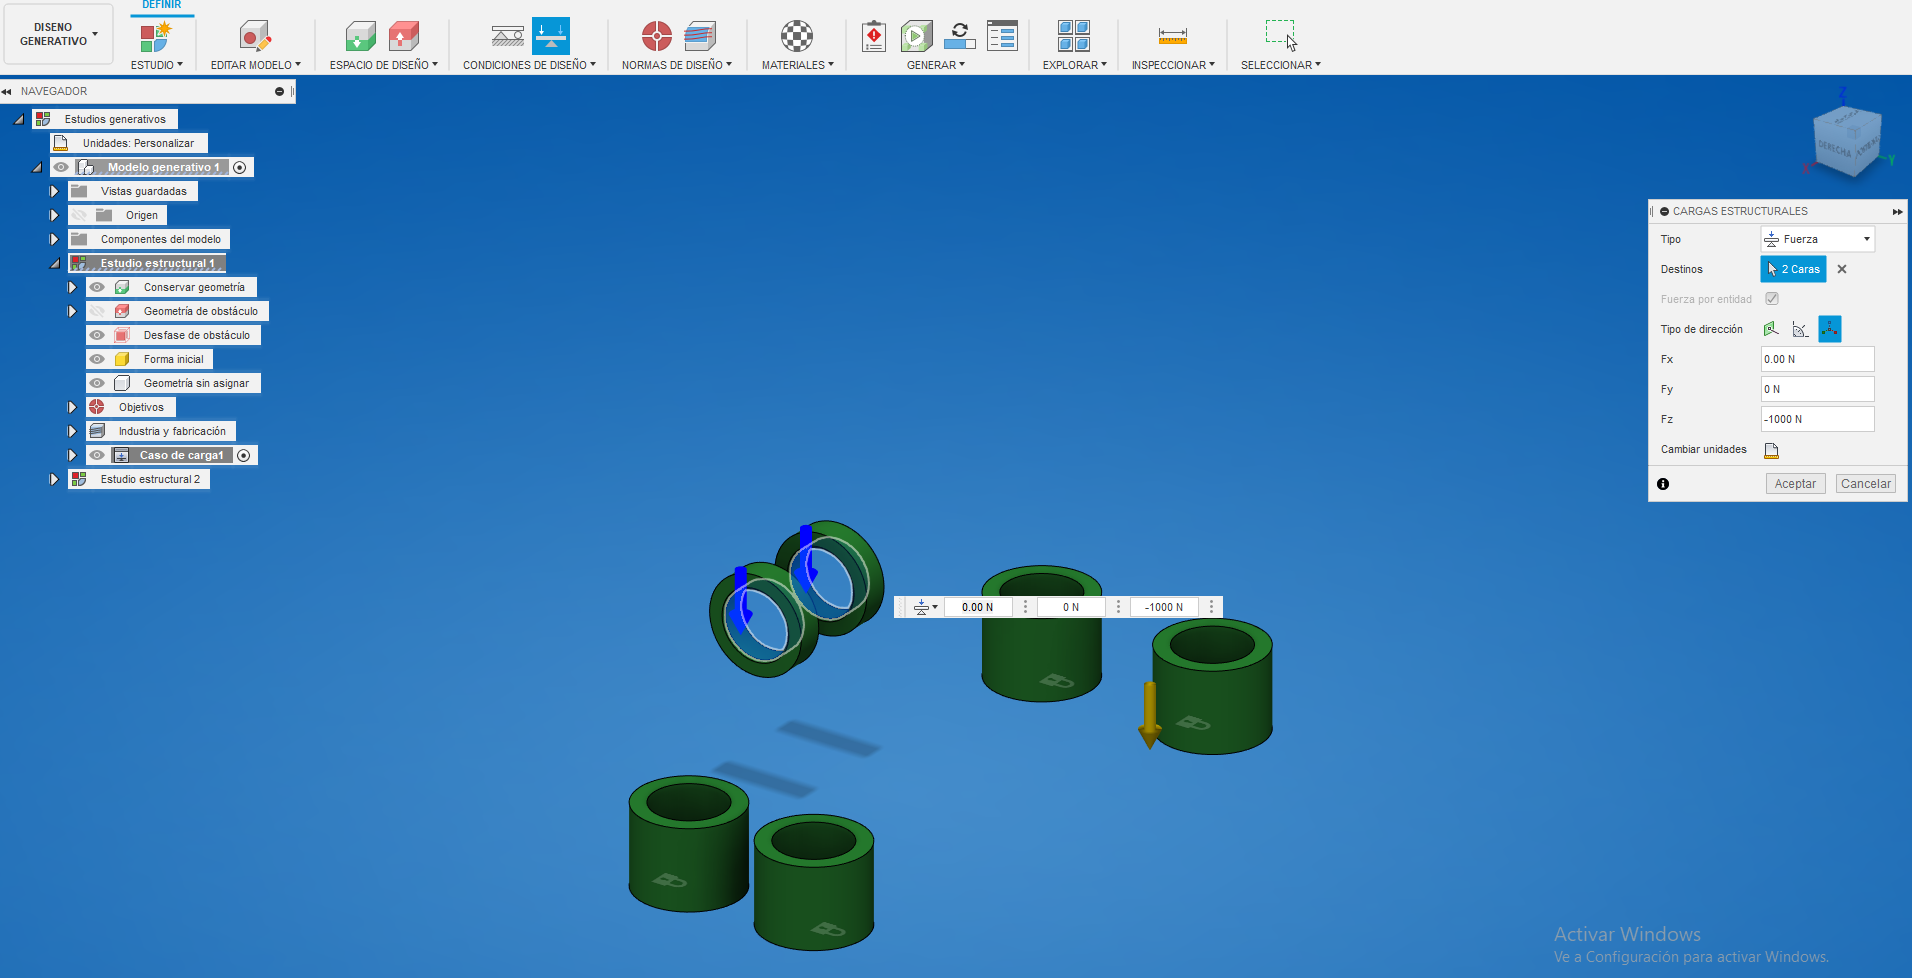 DEFINIR
DISENO
GENERATIVO
ESTUDIO
EDITAR MODELO
ESPACIO DE DISEÑO
CONDICIONES DE DISEÑO
NORMAS DE DISEÑO
MATERIALES
GENERAR
EXPLORAR
INSPECCIONAR
SELECCIONAR
NAVEGADOR
Estudios generativos
Unidades: Personalizar
Modelo generativo 1
Vistas guardadas
Origen
Componentes del modelo
Estudio estructural 1
Conservar geometría
Geometría de obstáculo
Desfase de obstáculo
Forma inicial
Geometría sin asignar
Objetivos
Industria y fabricación
Caso de carga1
Estudio estructural 2
Z
DERECHA
X
Y
CARGAS ESTRUCTURALES
Tipo Fuerza
Destinos 2 Caras
Fuerza por entidad
Tipo de dirección
Fx 0.00 N
Fy 0 N
Fz -1000 N
Cambiar unidades
Aceptar Cancelar
0.00 N 0 N -1000 N
Activar Windows
Ve a Configuración para activar Windows.